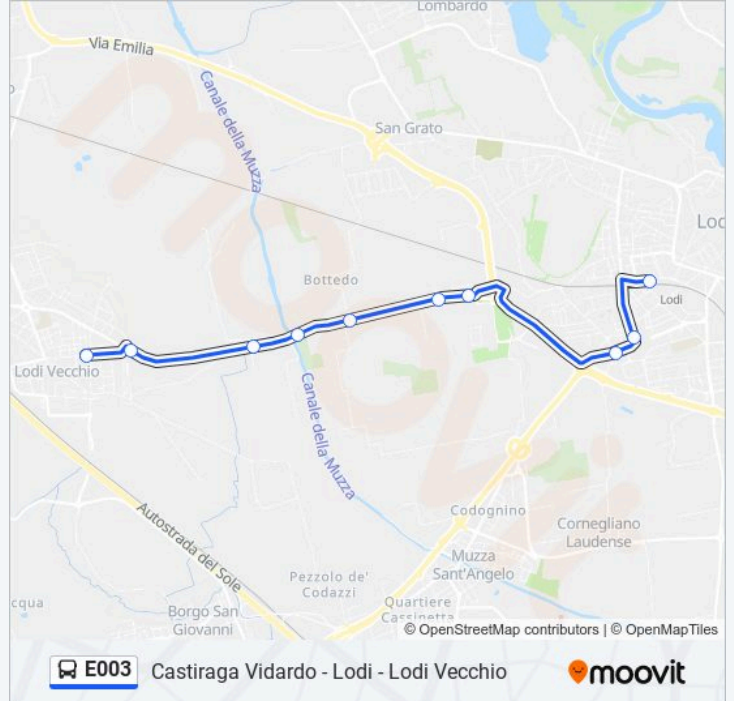 Lombardo
Via Emilia
Canale della Muzza
San Grato
Lod
Bottedo
Lodi
Lodi Vecchio
Canale della Muzza
Autostrada del Sole
Codognino
Cornegliano
Laudense
Muzza
Sant'Angelo
Pezzolo de'
Codazzi
cqua
Borgo San
Giovanni
Quartiere
Cassinetta
© OpenStreetMap contributors | © OpenMapTiles
E003 Castiraga Vidardo - Lodi - Lodi Vecchio moovit